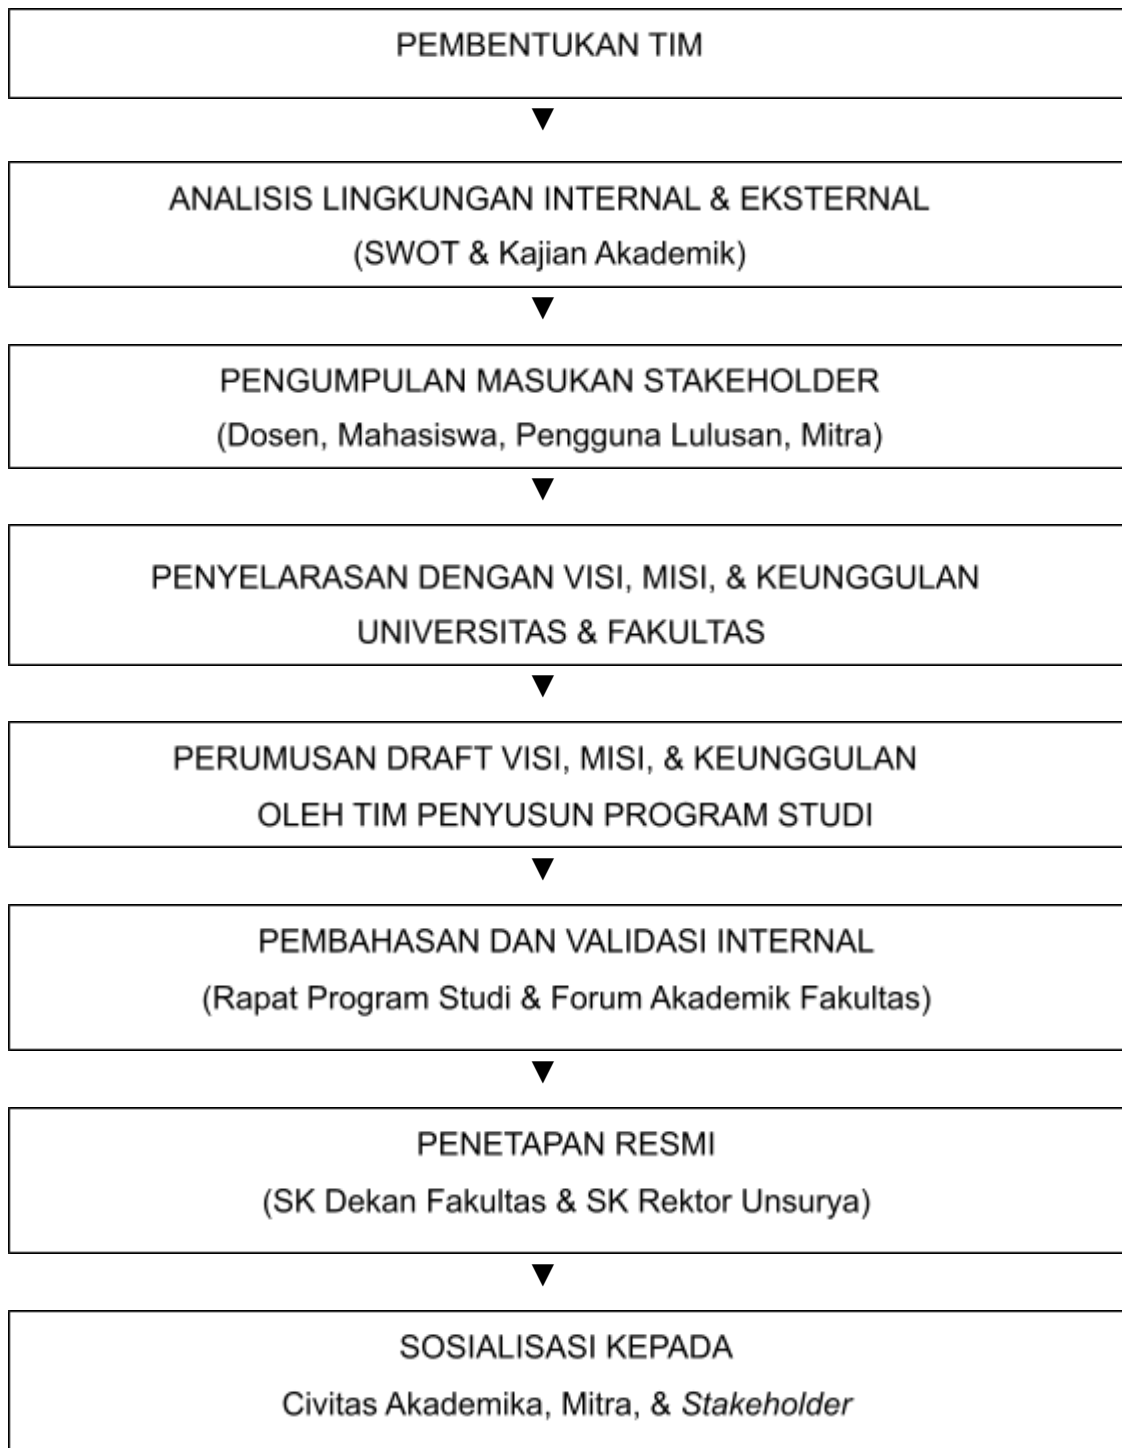 PEMBENTUKAN TIM
ANALISIS LINGKUNGAN INTERNAL & EKSTERNAL
(SWOT & Kajian Akademik)
PENGUMPULAN MASUKAN STAKEHOLDER
(Dosen, Mahasiswa, Pengguna Lulusan, Mitra)
PENYELARASAN DENGAN VISI, MISI, & KEUNGGULAN
UNIVERSITAS & FAKULTAS
PERUMUSAN DRAFT VISI, MISI, & KEUNGGULAN
OLEH TIM PENYUSUN PROGRAM STUDI
PEMBAHASAN DAN VALIDASI INTERNAL
(Rapat Program Studi & Forum Akademik Fakultas)
PENETAPAN RESMI
(SK Dekan Fakultas & SK Rektor Unsurya)
SOSIALISASI KEPADA
Civitas Akademika, Mitra, & Stakeholder